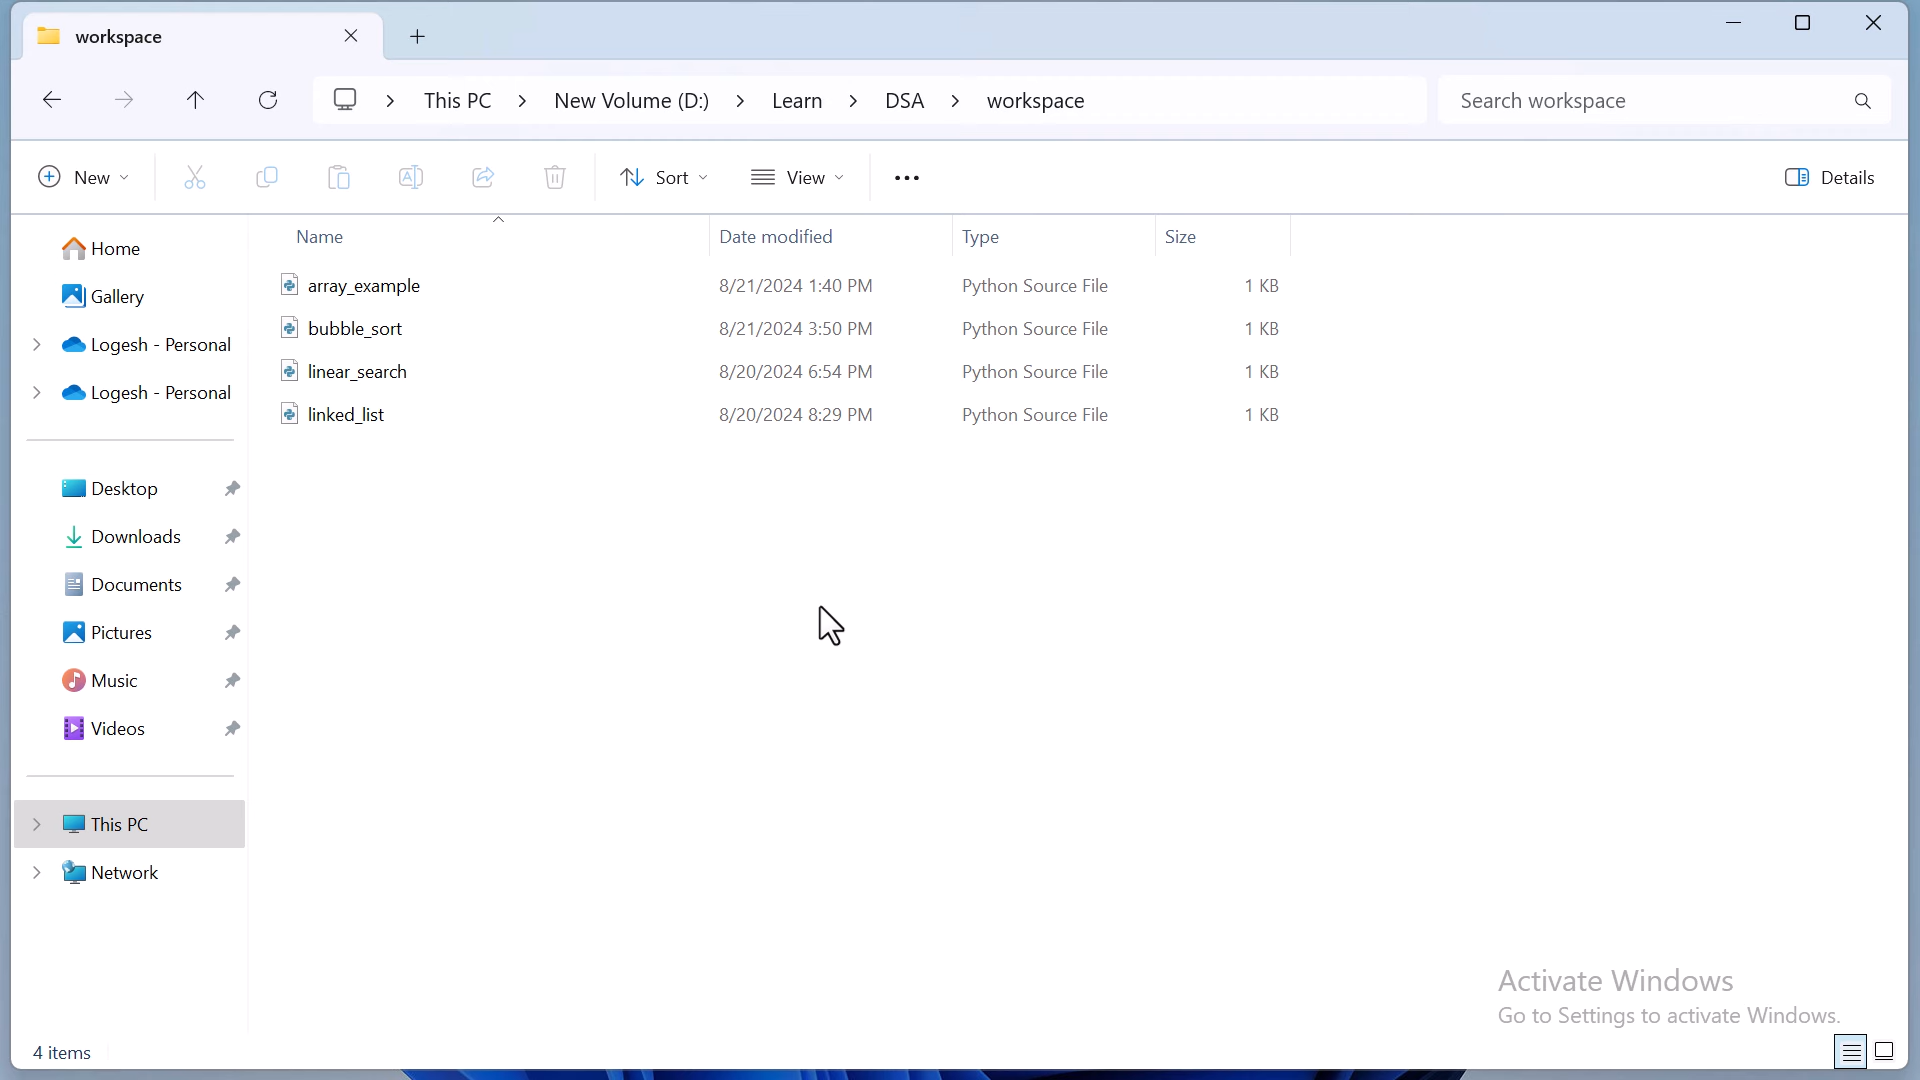 workspace
This PC > New Volume (D:) > Learn > DSA > workspace
Search workspace
New
Sort
View
Details
Name Date modified Type Size
array_example 8/21/2024 1:40 PM Python Source File 1 KB
bubble_sort 8/21/2024 3:50 PM Python Source File 1 KB
linear_search 8/20/2024 6:54 PM Python Source File 1 KB
linked_list 8/20/2024 8:29 PM Python Source File 1 KB
Home
Gallery
Logesh - Personal
Logesh - Personal
Desktop
Downloads
Documents
Pictures
Music
Videos
This PC
Network
Activate Windows
Go to Settings to activate Windows.
4 items